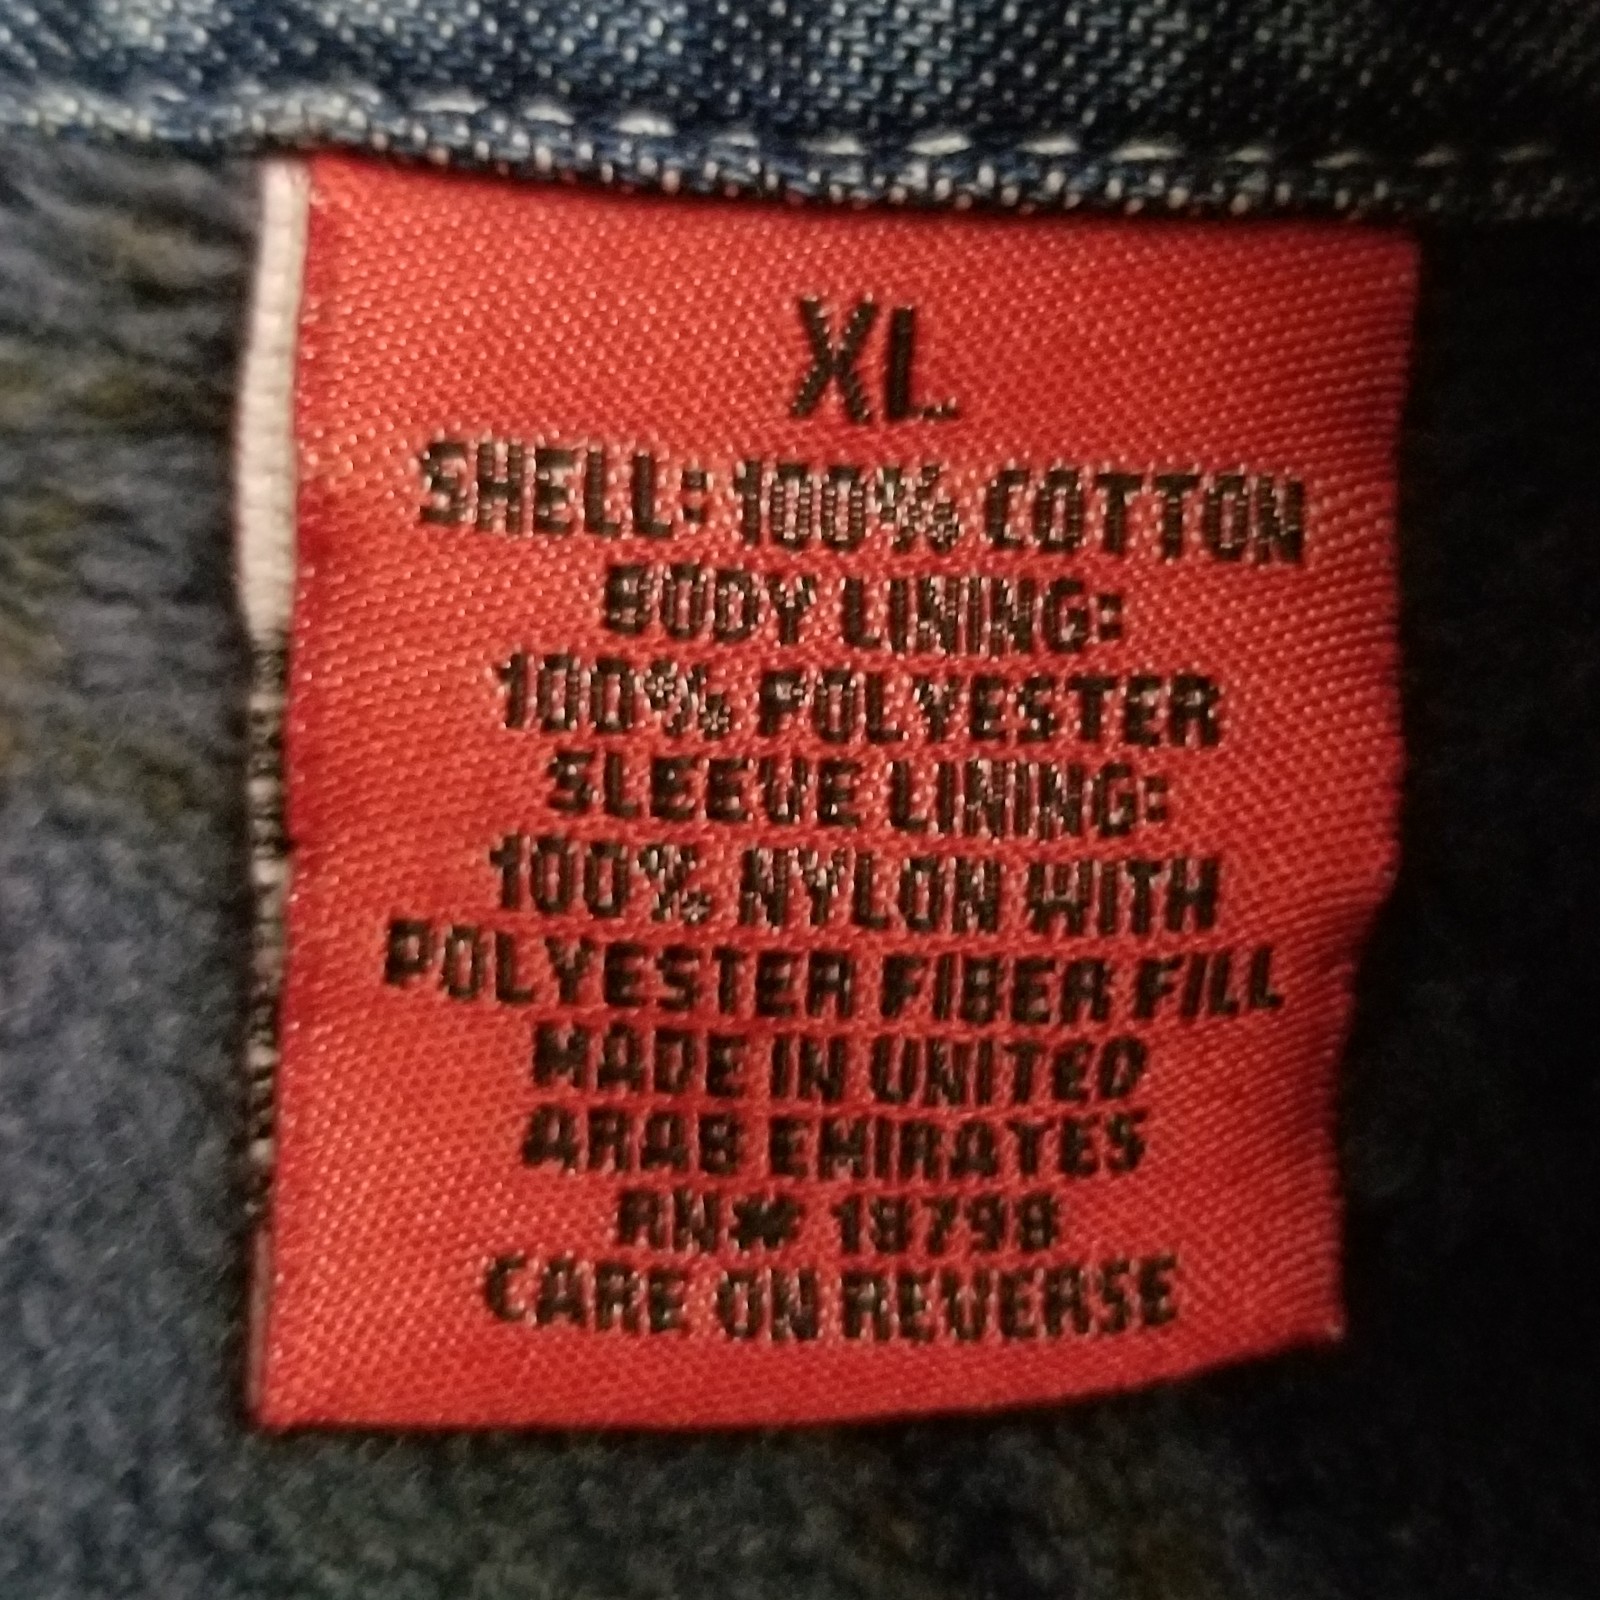 XL
SHELL: 100% COTTON
BODY LINING:
100% POLYESTER
SLEEVE LINING:
100% NYLON WITH
POLYESTER FIBER FILL
MADE IN UNITED
ARAB EMIRATES
RN# 18798
CARE ON REVERSE